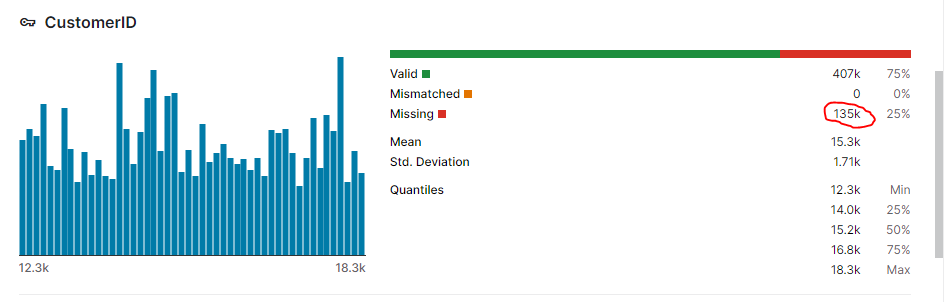 CustomerID
Valid 407k 75%
Mismatched 0 0%
Missing 135k 25%
Mean 15.3k
Std. Deviation 1.71k
Quantiles 12.3k Min
14.0k 25%
15.2k 50%
16.8k 75%
18.3k Max
12.3k 18.3k